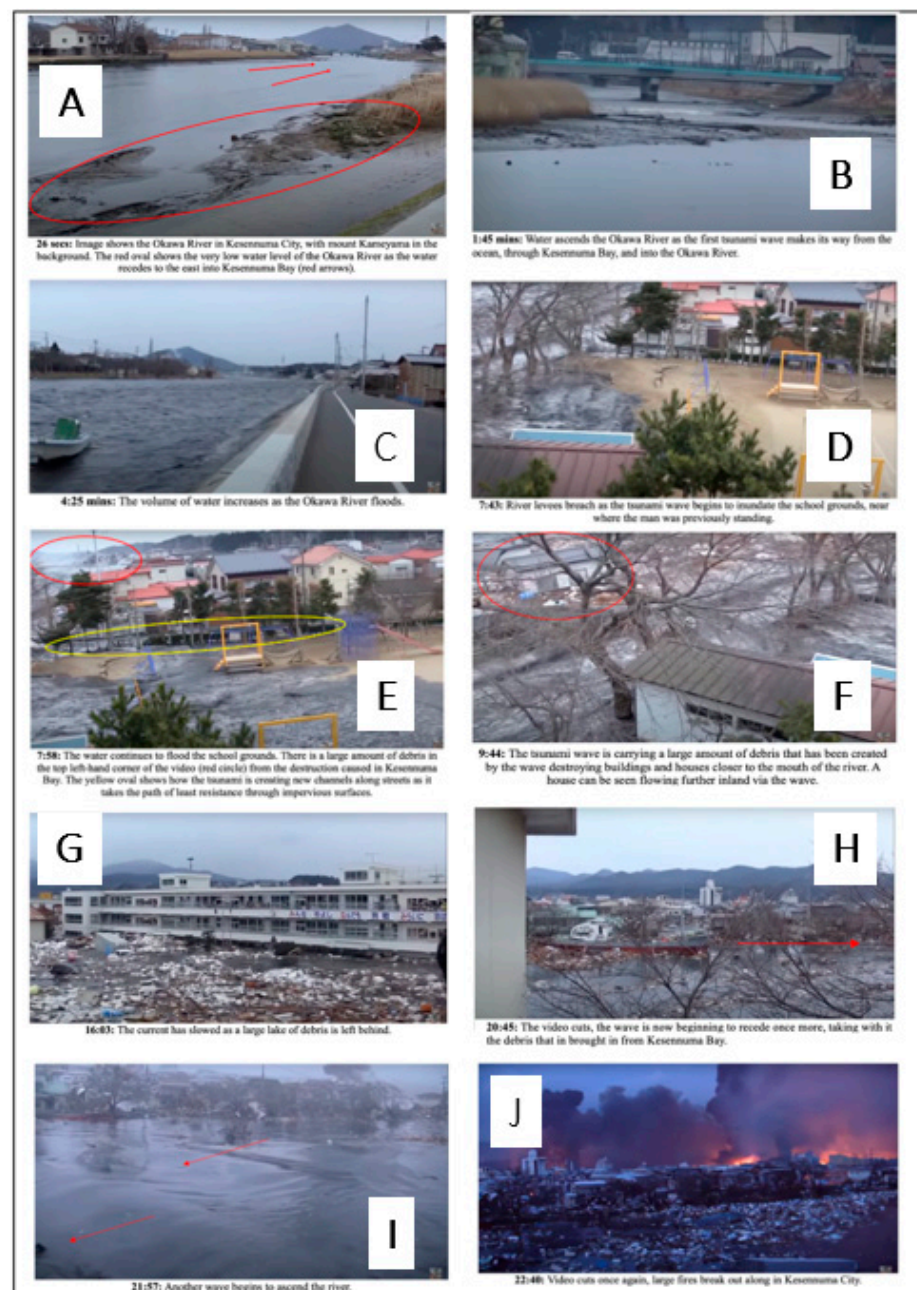 A
26 secs: Image shows the Okawa River in Kesennuma City, with mount Kameyama in the
background. The red oval shows the very low water level of the Okawa River as the water
recedes to the east into Kesennuma Bay (red arrows).
B
1:45 mins: Water ascends the Okawa River as the first tsunami wave makes its way from the
ocean, through Kesennuma Bay, and into the Okawa River.
C
4:25 mins: The volume of water increases as the Okawa River floods.
D
7:43: River levees breach as the tsunami wave begins to inundate the school grounds, near
where the man was previously standing.
E
7:58: The water continues to flood the school grounds. There is a large amount of debris in
the top left-hand corner of the video (red circle) from the destruction caused in Kesennuma
Bay. The yellow oval shows how the tsunami is creating new channels along streets as it
takes the path of least resistance through impervious surfaces.
F
9:44: The tsunami wave is carrying a large amount of debris that has been created
by the wave destroying buildings and houses closer to the mouth of the river. A
house can be seen flowing further inland via the wave.
G
16:03: The current has slowed as a large lake of debris is left behind.
H
20:45: The video cuts, the wave is now beginning to recede once more, taking with it
the debris that in brought in from Kesennuma Bay.
I
21:57: Another wave begins to ascend the river.
J
22:40: Video cuts once again, large fires break out along in Kesennuma City.